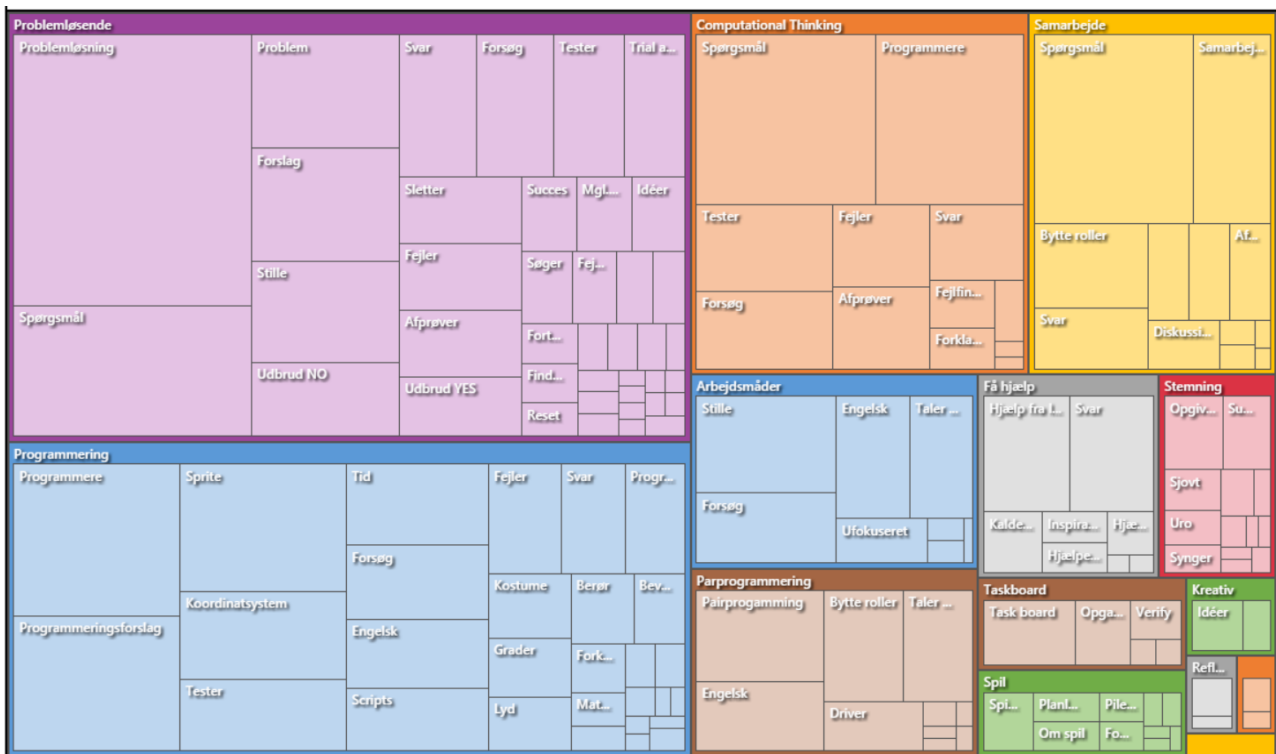 Problemløsende
Problemløsning
Problem
Svar
Forsøg
Tester
Trial a...
Forslag
Sletter
Succes
Mgl...
Idéer
Fejler
Søger
Fej...
Stille
Spørgsmål
Afprøver
Fort...
Udbrud NO
Udbrud YES
Find...
Reset
Computational Thinking
Spørgsmål
Programmere
Tester
Fejler
Svar
Forsøg
Afprøver
Fejlfin...
Forkla...
Samarbejde
Spørgsmål
Samarbej...
Bytte roller
Af...
Svar
Diskussi...
Programmering
Programmere
Sprite
Tid
Fejler
Svar
Progr...
Forsøg
Kostume
Berør
Bev...
Koordinatsystem
Programmeringsforslag
Engelsk
Grader
Fork...
Tester
Scripts
Lyd
Mat...
Arbejdsmåder
Stille
Engelsk
Taler ...
Forsøg
Ufokuseret
Få hjælp
Hjælp fra l...
Svar
Kalde...
Inspira...
Hjæ...
Hjælpe...
Stemning
Opgiv...
Su...
Sjovt
Uro
Synger
Parprogrammering
Pairprogamming
Bytte roller
Taler ...
Engelsk
Driver
Taskboard
Task board
Opga...
Verify
Kreativ
Idéer
Spil
Spi...
Planl...
Pile...
Om spil
Fo...
Refl...